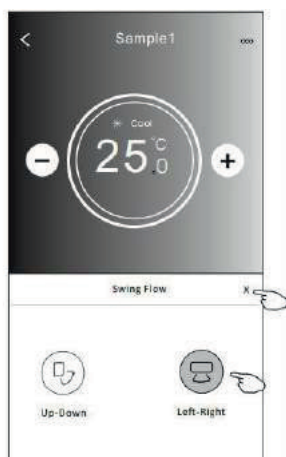 Sample1
Cool
25.0 °C
Swing Flow X
Up-Down Left-Right